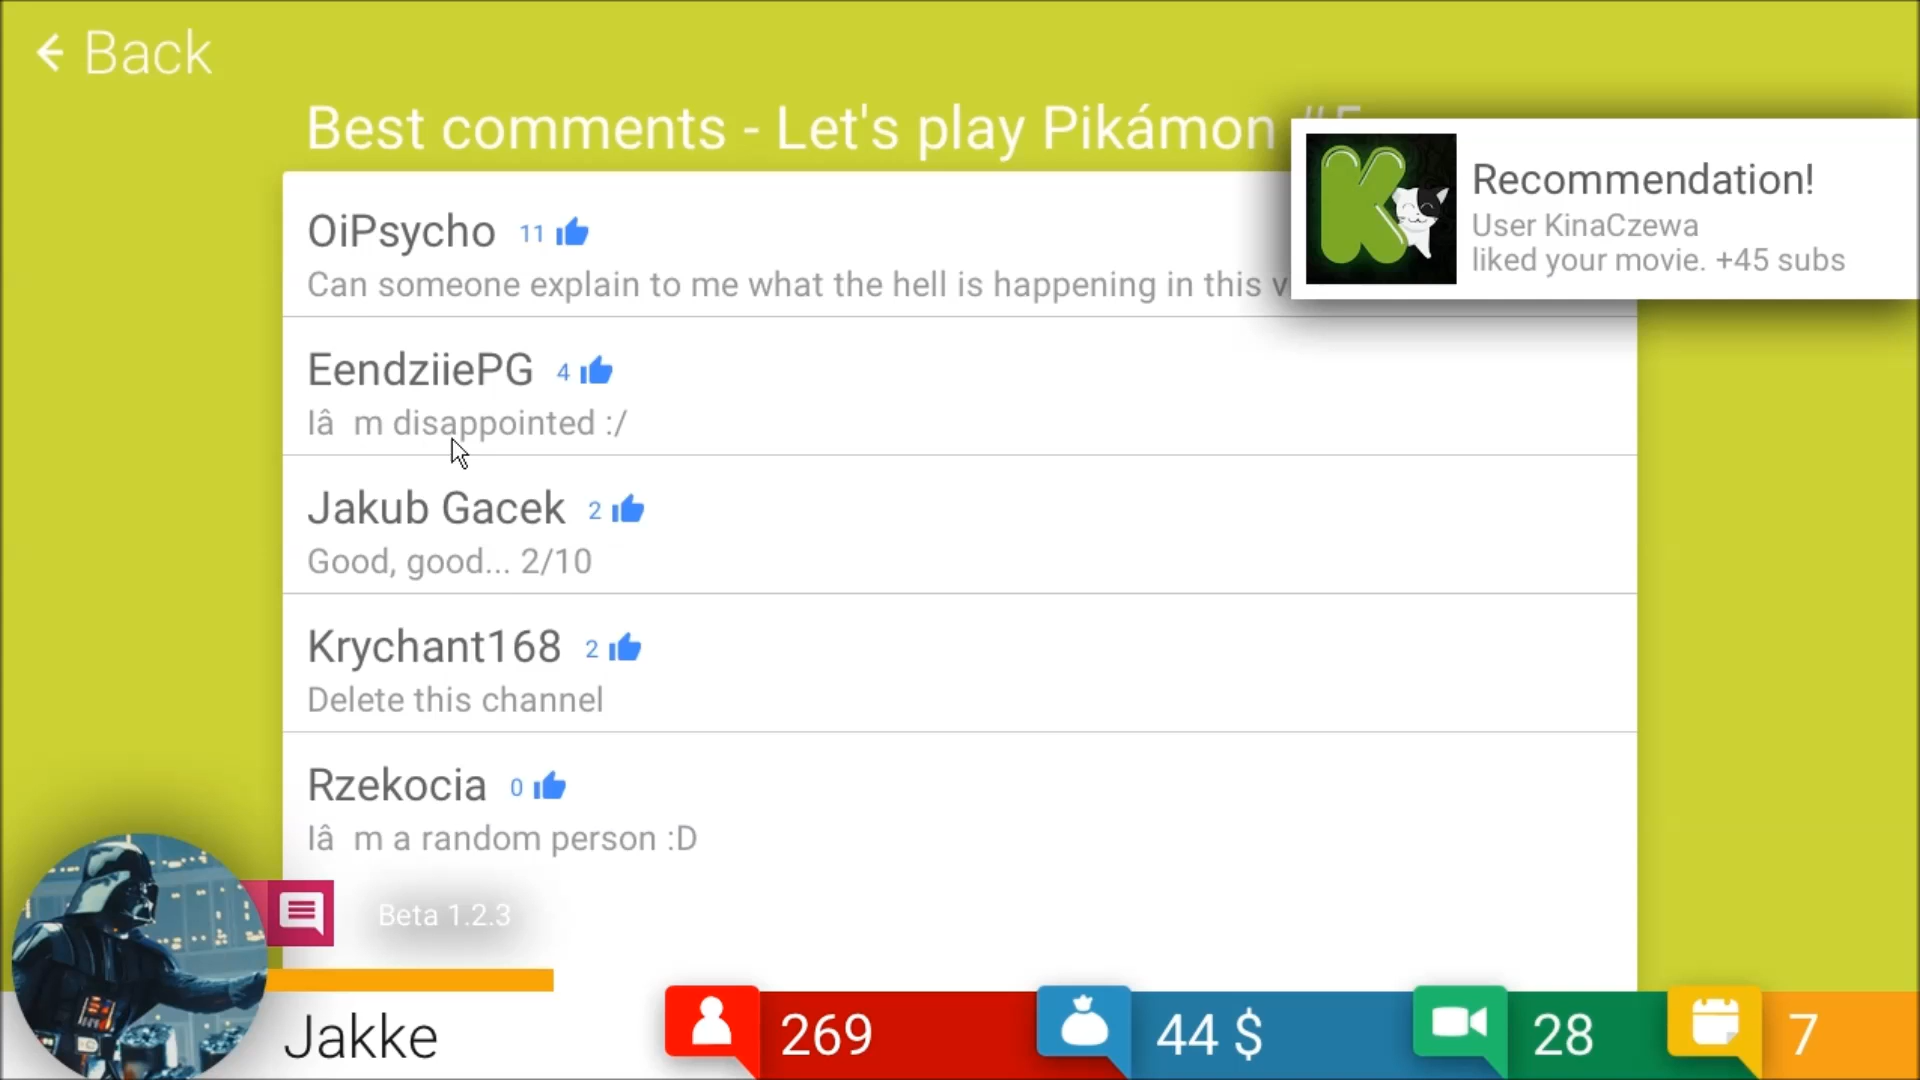 Back
Best comments - Let's play Pikámon
Recommendation!
User KinaCzewa
liked your movie. +45 subs
OiPsycho 11
Can someone explain to me what the hell is happening in this
EendziiePG 4
Iâ m disappointed :/
Jakub Gacek 2
Good, good... 2/10
Krychant168 2
Delete this channel
Rzekocia 0
Iâ m a random person :D
Beta 1.2.3
Jakke 269 44 $ 28 7